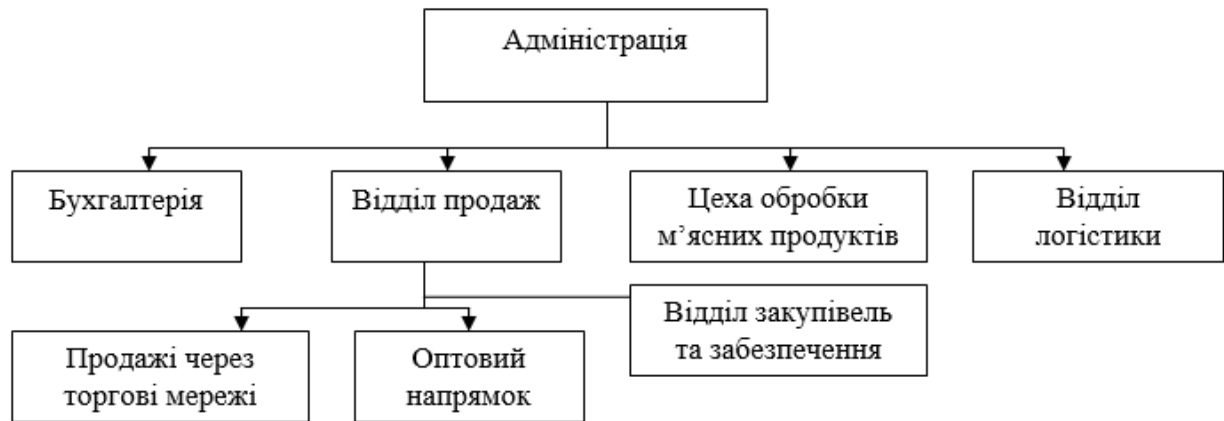 Адміністрація
Бухгалтерія
Відділ продаж
Цеха обробки
м’ясних продуктів
Відділ
логістики
Відділ закупівель
та забезпечення
Продажі через
торгові мережі
Оптовий
напрямок